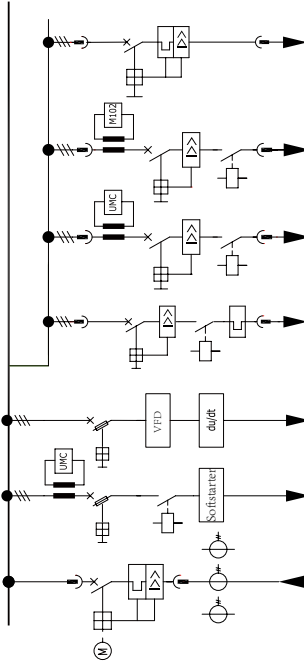 M102
UMC
VFD
du/dt
UMC
Softstarter
M